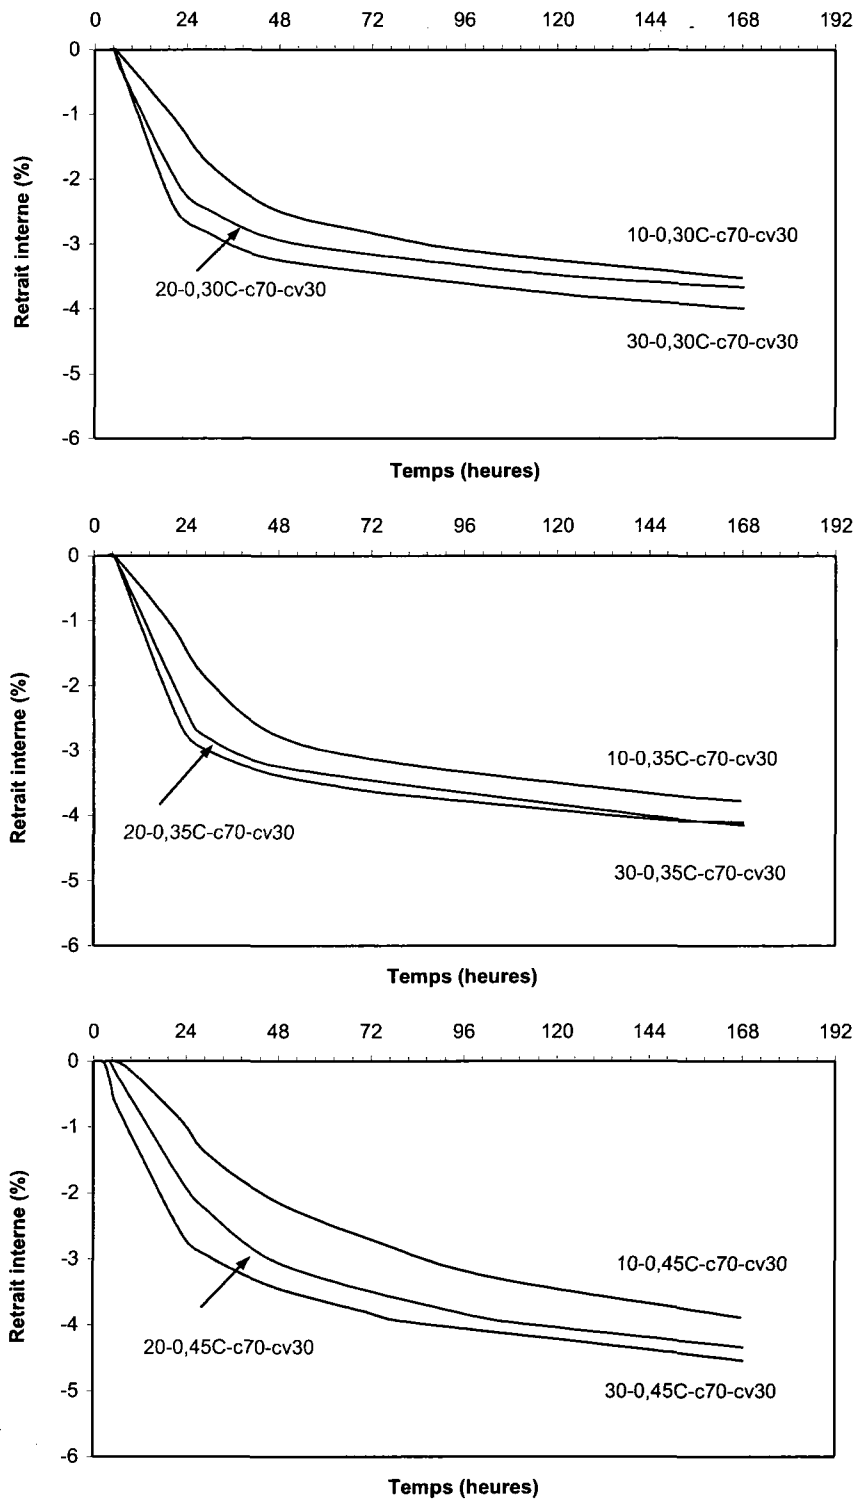 0 24 48 72 96 120 144 168 192
0
-1
-2
-3
-4
-5
-6
Retrait interne (%)
10-0,30C-c70-cv30
20-0,30C-c70-cv30
30-0,30C-c70-cv30
Temps (heures)
0 24 48 72 96 120 144 168 192
0
-1
-2
-3
-4
-5
-6
Retrait interne (%)
10-0,35C-c70-cv30
20-0,35C-c70-cv30
30-0,35C-c70-cv30
Temps (heures)
0 24 48 72 96 120 144 168 192
0
-1
-2
-3
-4
-5
-6
Retrait interne (%)
10-0,45C-c70-cv30
20-0,45C-c70-cv30
30-0,45C-c70-cv30
Temps (heures)